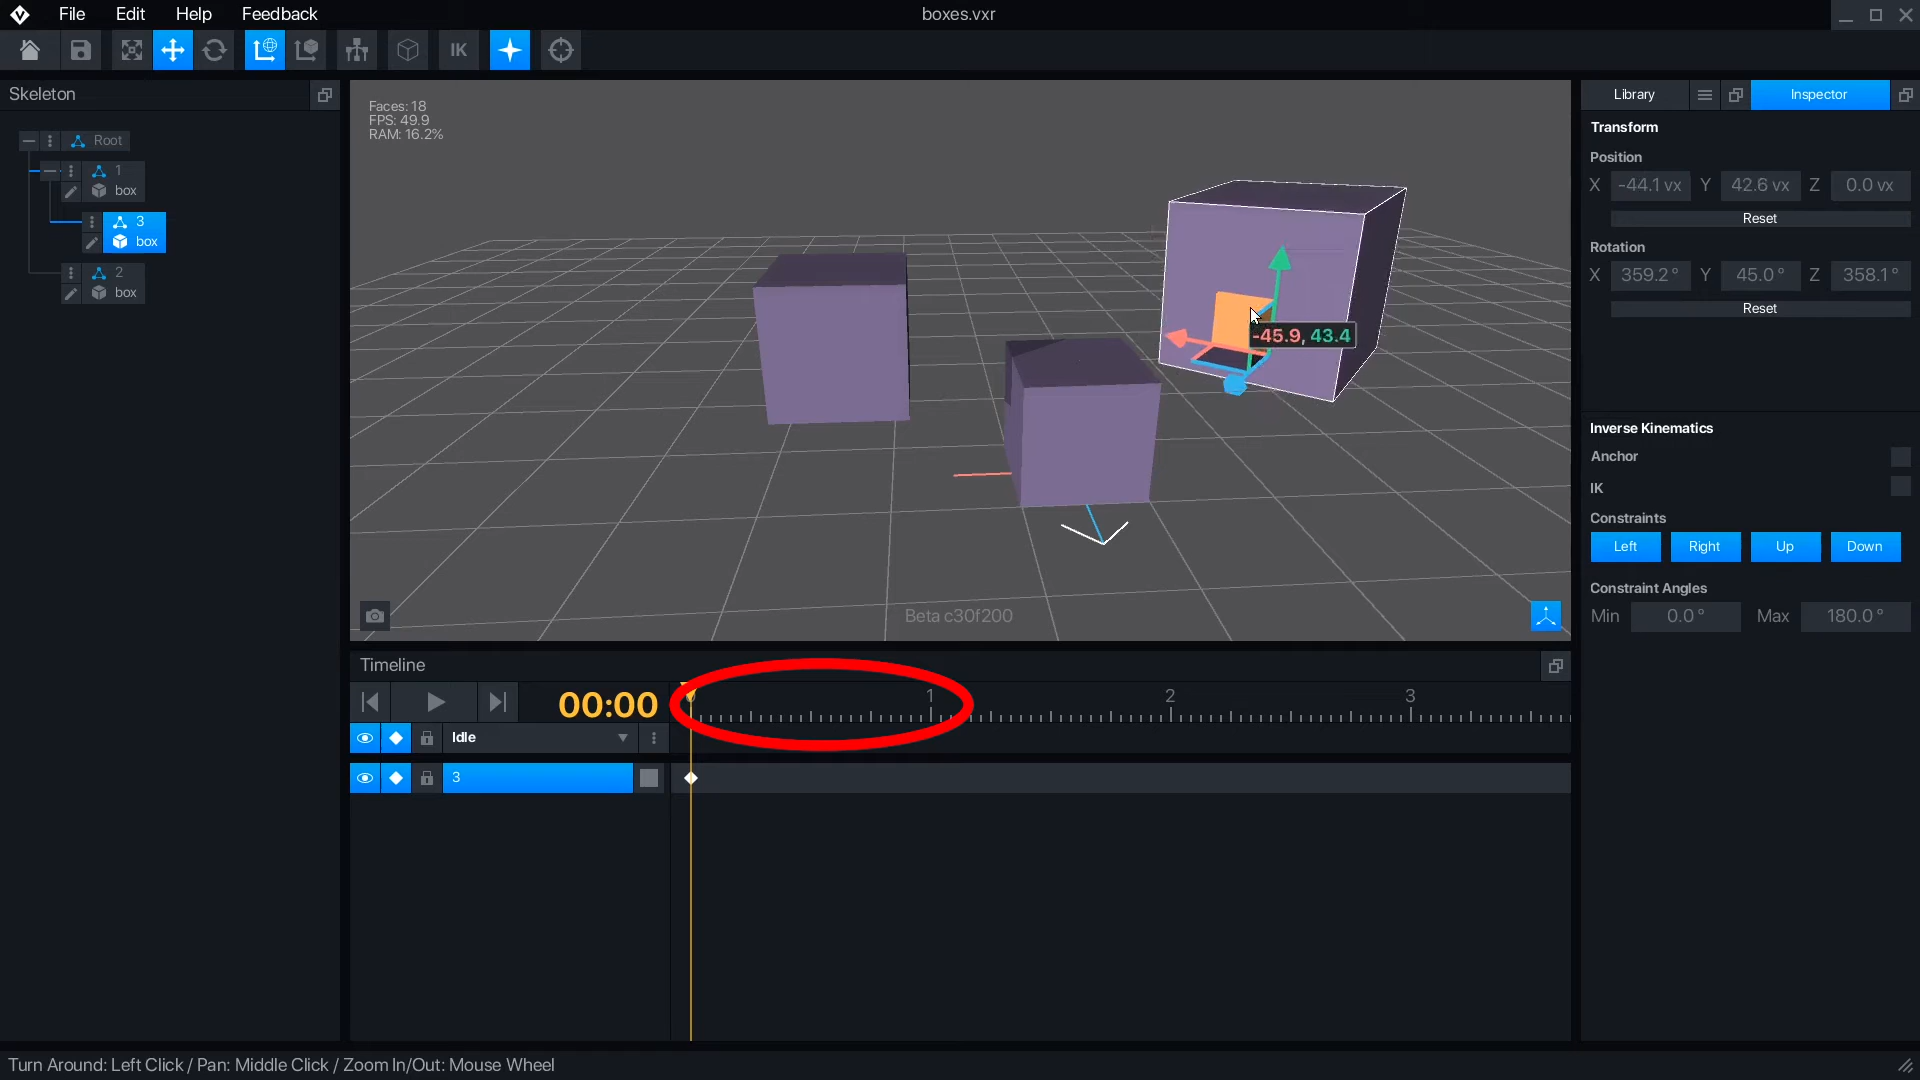 File Edit Help Feedback
boxes.vxr
IK
Skeleton
Root
1
box
3
box
2
box
Faces: 18
FPS: 49.9
RAM: 16.2%
-45.9, 43.4
Beta c30f200
Library Inspector
Transform
Position
X -44.1 vx Y 42.6 vx Z 0.0 vx
Reset
Rotation
X 359.2 ° Y 45.0 ° Z 358.1 °
Reset
Inverse Kinematics
Anchor
IK
Constraints
Left Right Up Down
Constraint Angles
Min 0.0 ° Max 180.0 °
Timeline
00:00
1 2 3
Idle
3
Turn Around: Left Click / Pan: Middle Click / Zoom In/Out: Mouse Wheel